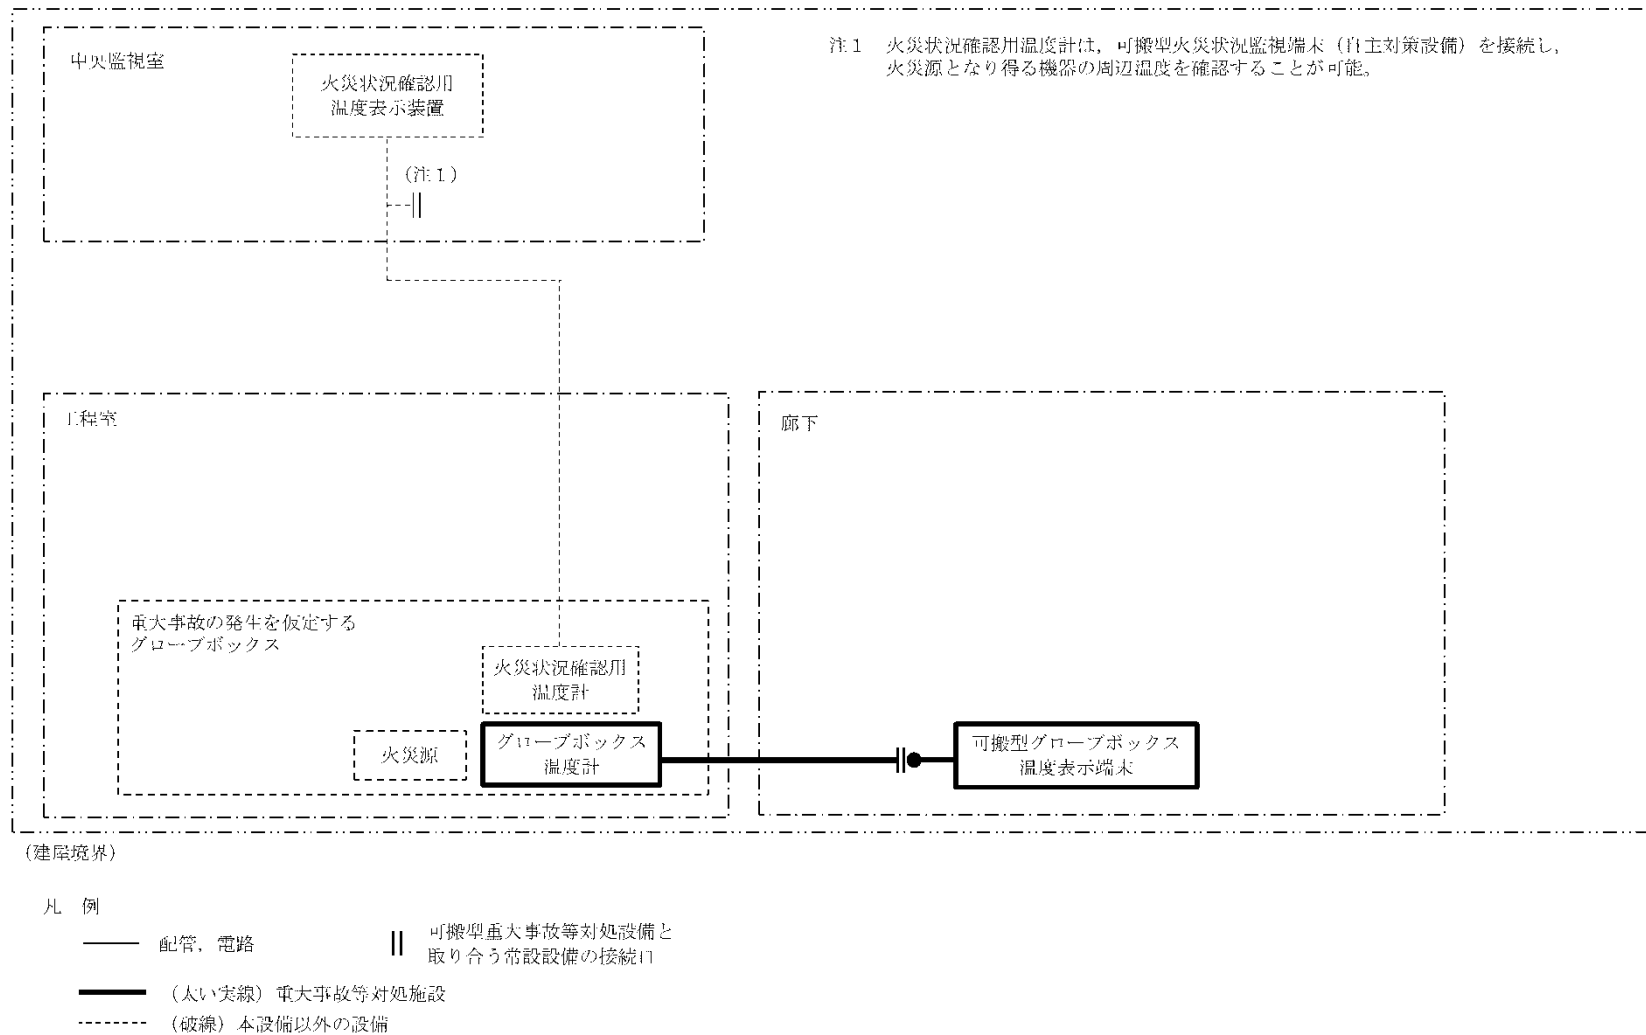 中央監視室
火災状況確認用
温度表示装置
(注１)
注１　火災状況確認用温度計は，可搬型火災状況監視端末（自主対策設備）を接続し，
火災源となり得る機器の周辺温度を確認することが可能。
工程室
廊下
重大事故の発生を仮定する
グローブボックス
火災状況確認用
温度計
火災源
グローブボックス
温度計
可搬型グローブボックス
温度表示端末
(建屋境界)
凡　例
配管，電路
可搬型重大事故等対処設備と
取り合う常設設備の接続口
（太い実線）重大事故等対処施設
（破線）本設備以外の設備